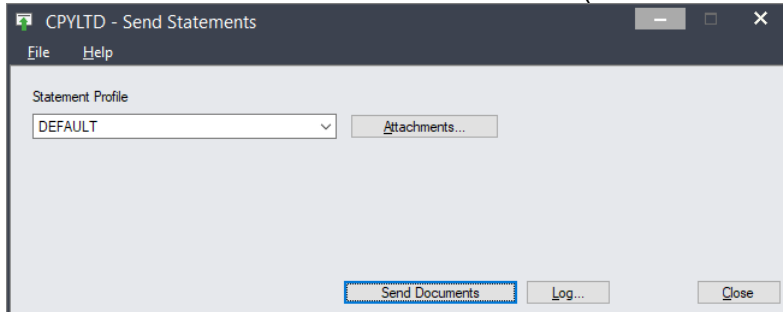 CPYLTD - Send Statements
File Help
Statement Profile
DEFAULT Attachments...
Send Documents Log... Close